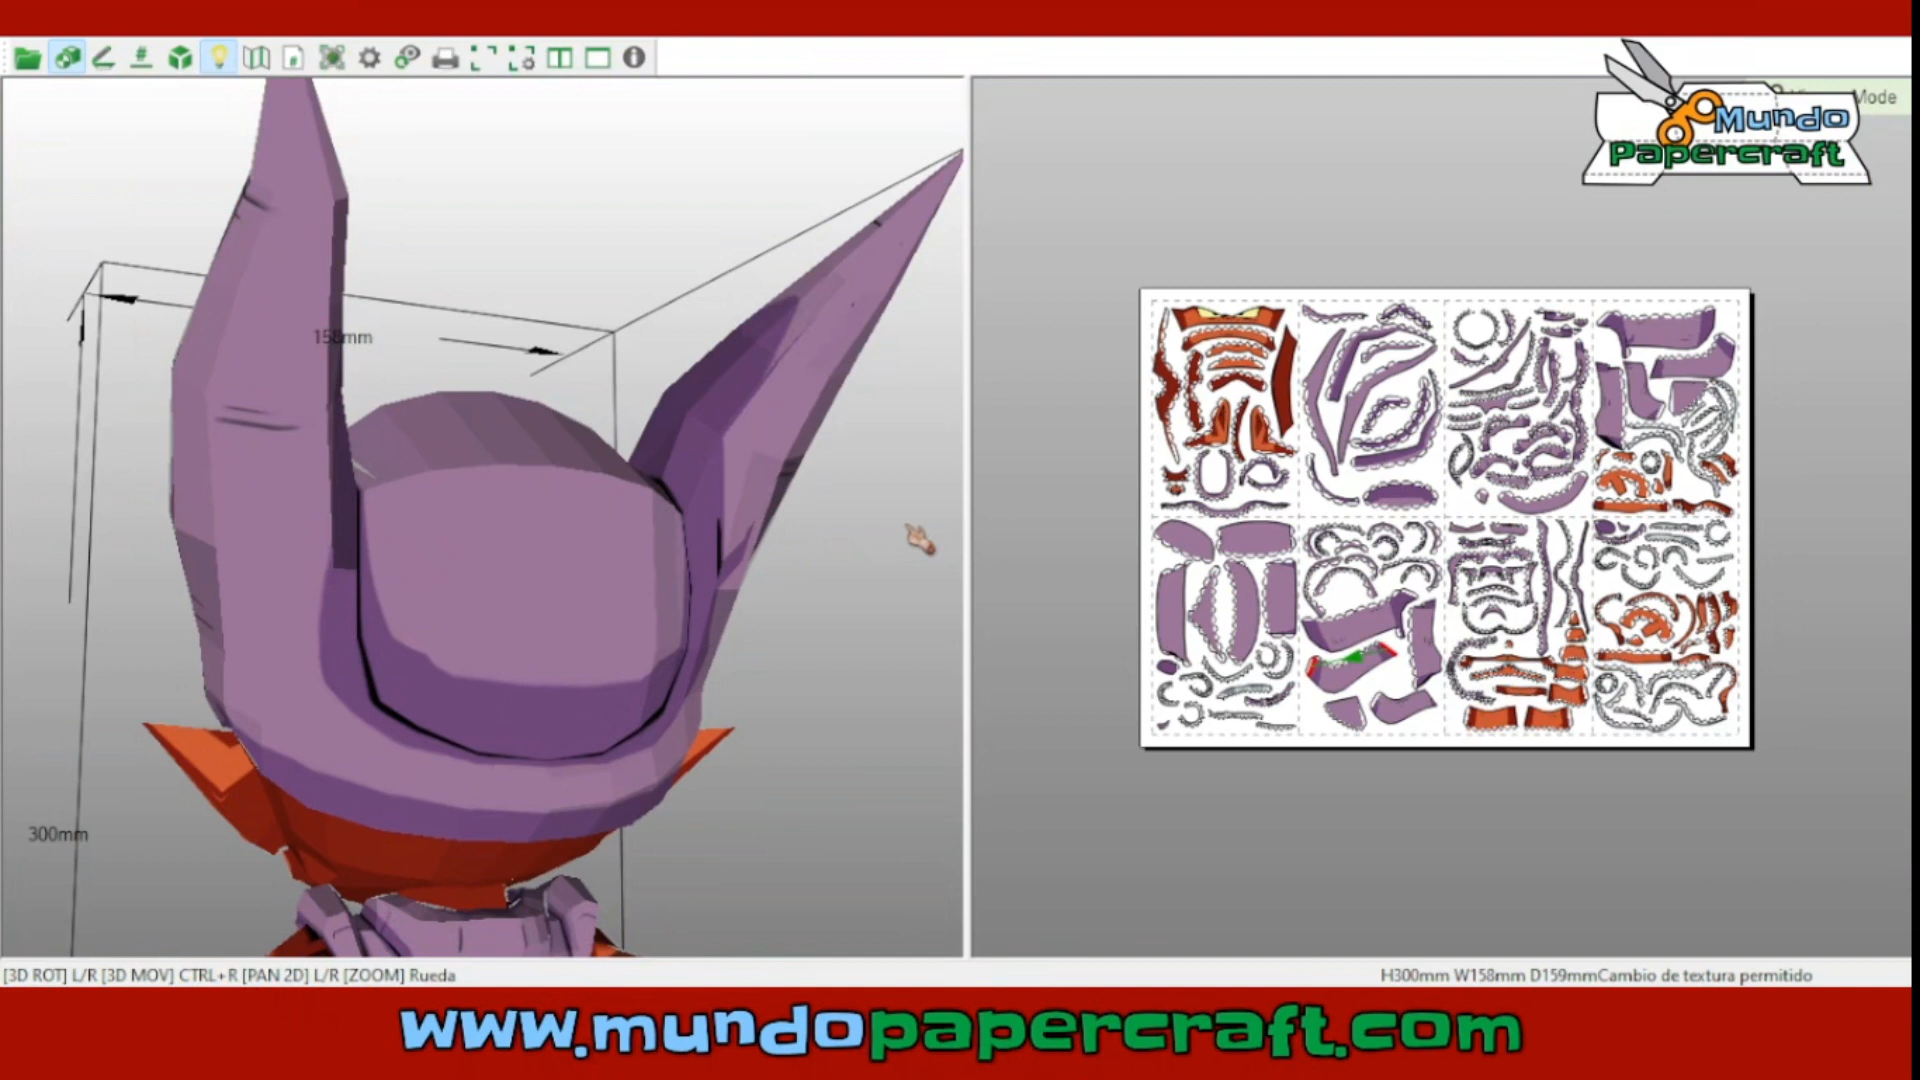 Mundo
Papercraft
Mode
158mm
300mm
[3D ROT] L/R [3D MOV] CTRL+R [PAN 2D] L/R [ZOOM] Rueda
H300mm W158mm D159mmCambio de textura permitido
www.mundopapercraft.com